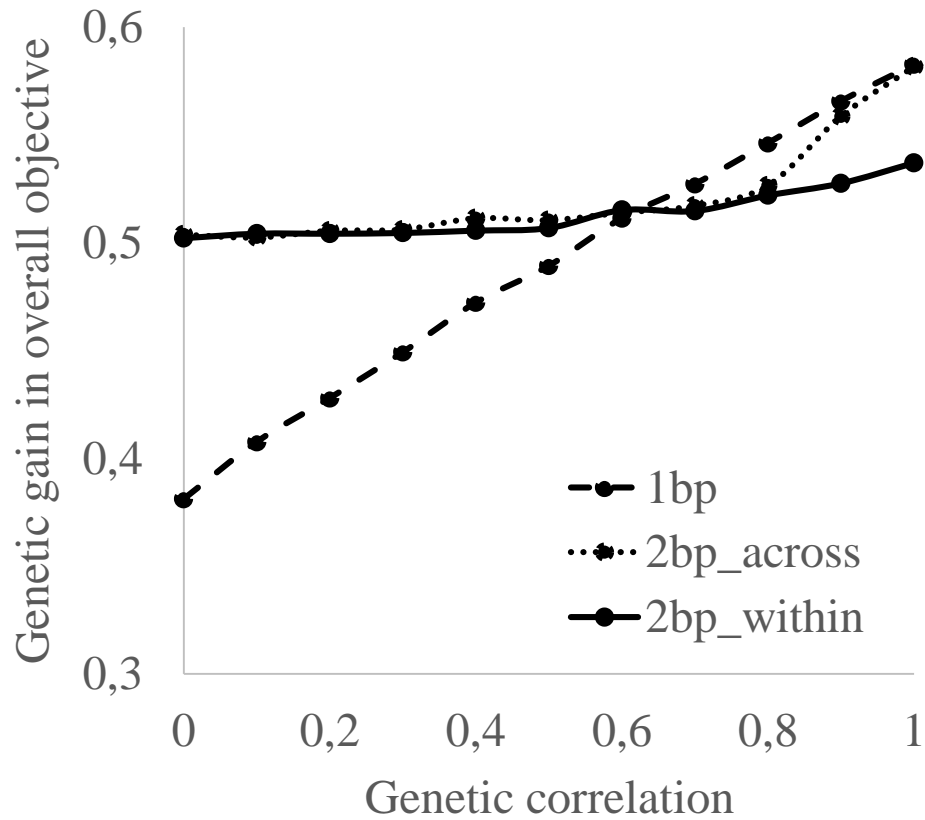 Genetic gain in overall objective
0,6
0,5
0,4
0,3
1bp
2bp_across
2bp_within
0 0,2 0,4 0,6 0,8 1
Genetic correlation